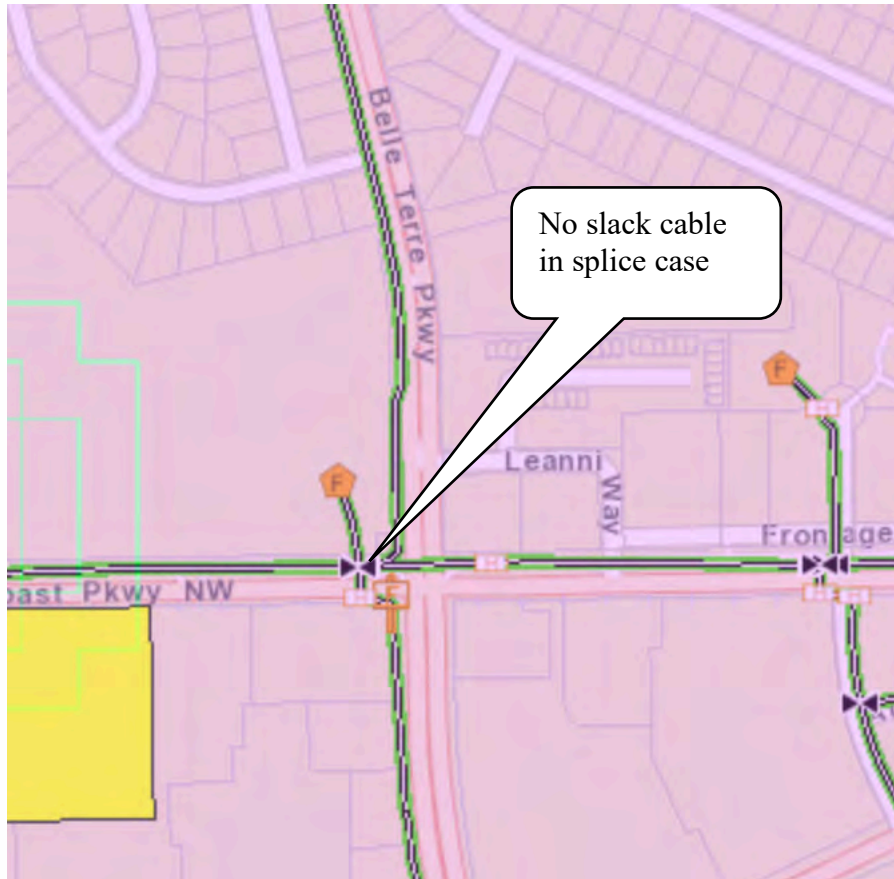 Belle Terre Pkwy
No slack cable
in splice case
F
F
Leanni
Way
Frontage
oast Pkwy NW
F